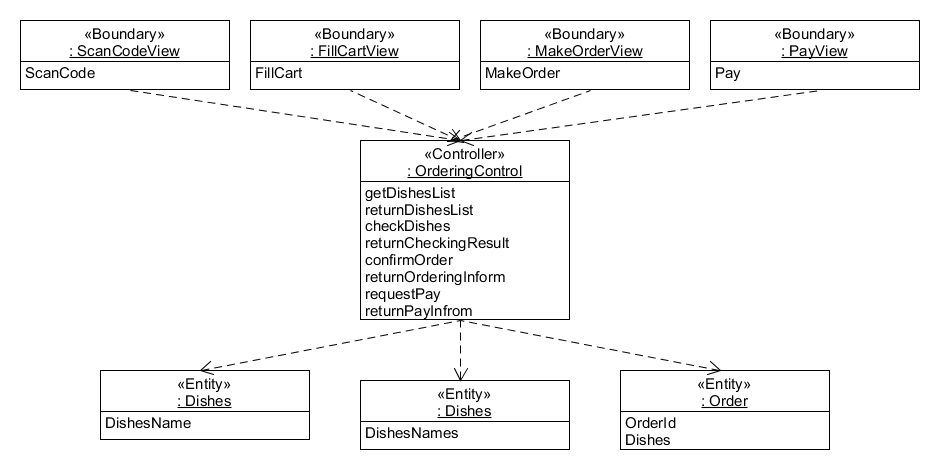 «Boundary»
: ScanCodeView
ScanCode
«Boundary»
: FillCartView
FillCart
«Boundary»
: MakeOrderView
MakeOrder
«Boundary»
: PayView
Pay
«Controller»
: OrderingControl
getDishesList
returnDishesList
checkDishes
returnCheckingResult
confirmOrder
returnOrderingInform
requestPay
returnPayInfrom
«Entity»
: Dishes
DishesName
«Entity»
: Dishes
DishesNames
«Entity»
: Order
OrderId
Dishes